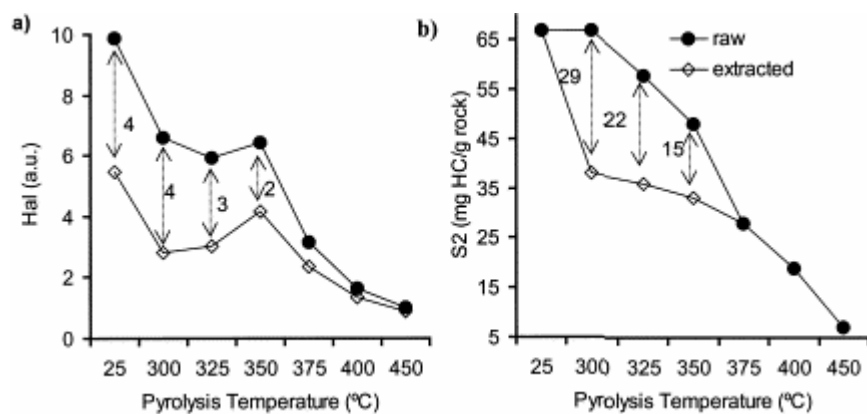 a)
10
8
6
4
2
0
Hal (a.u.)
4
4
3
2
25 300 325 350 375 400 450
Pyrolysis Temperature (ºC)
b)
65
55
45
35
25
15
5
S2 (mg HC/g rock)
raw
extracted
29
22
15
25 300 325 350 375 400 450
Pyrolysis Temperature (ºC)